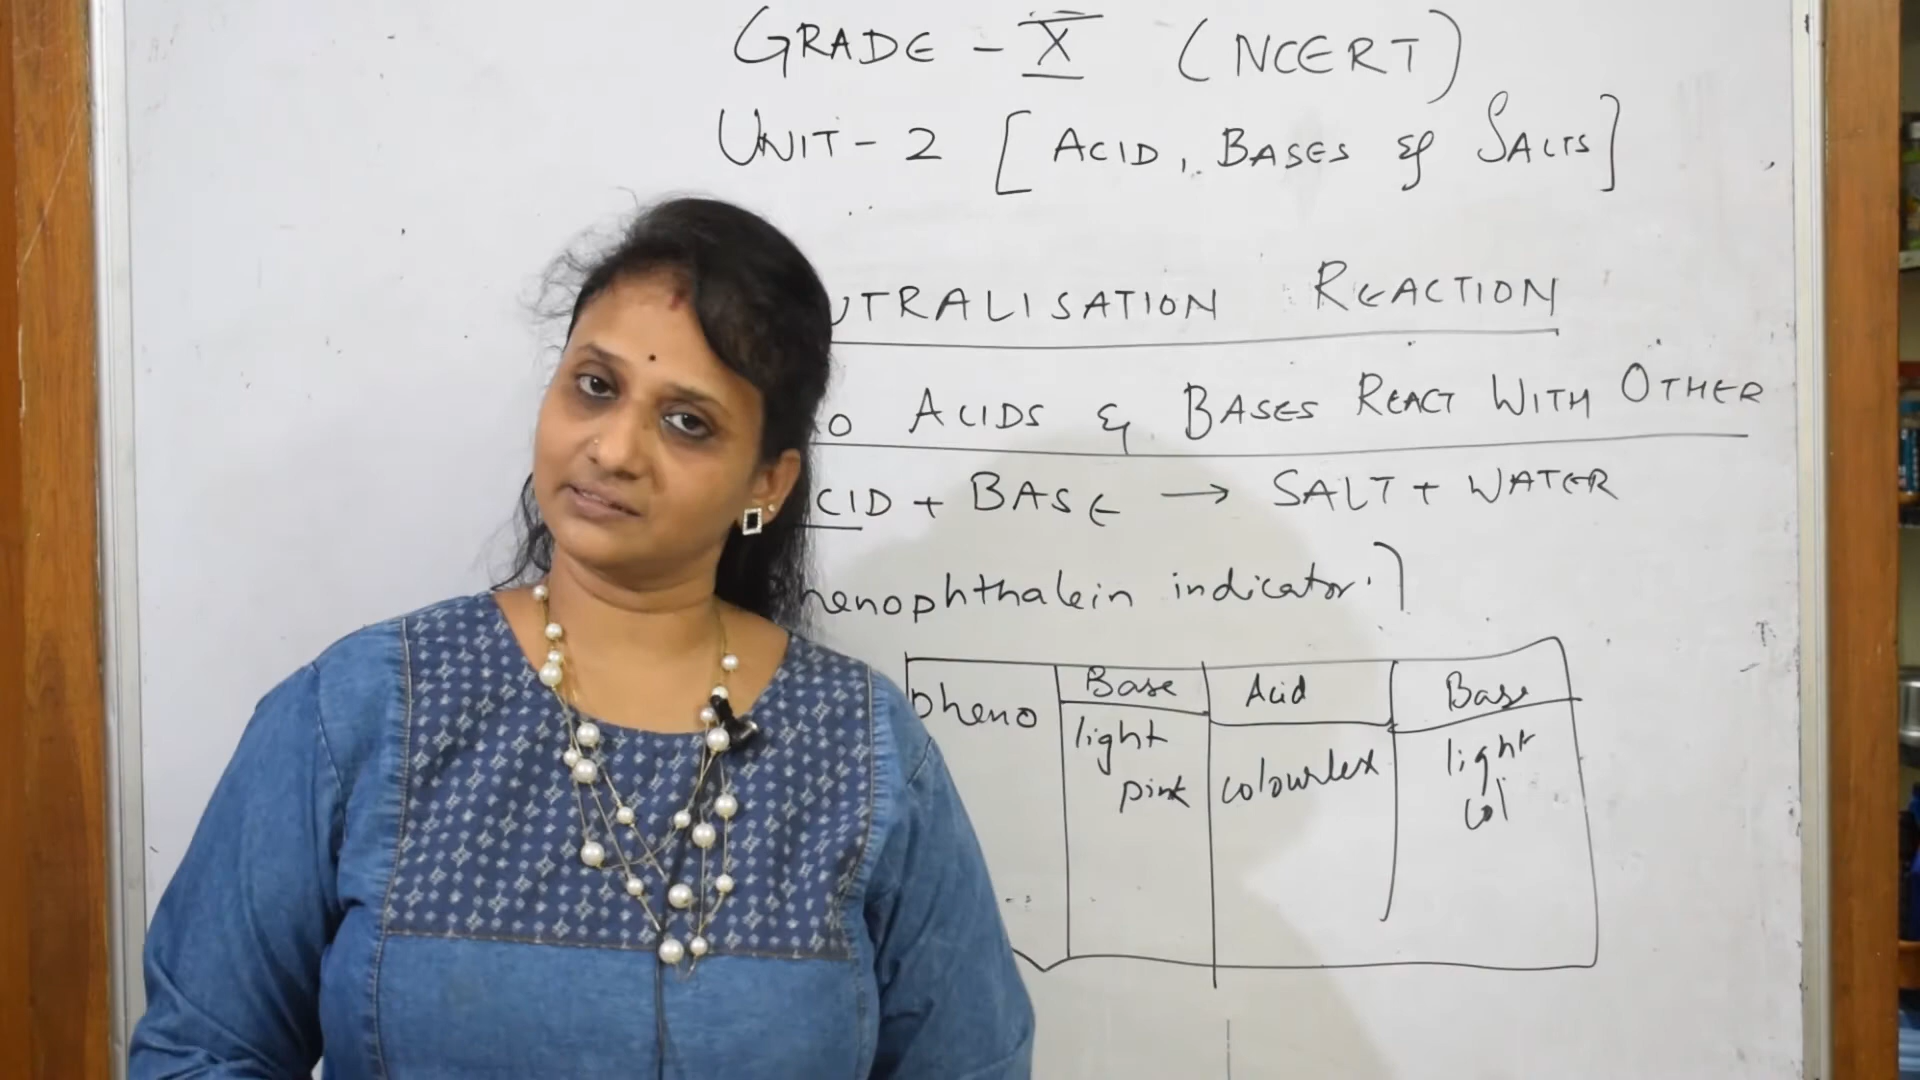 GRADE - X (NCERT)
UNIT - 2 [ACID, BASES & SALTS]
UTRALISATION REACTION
O ACIDS & BASES REACT WITH OTHER
CID + BASE → SALT + WATER
henophthalein indicator.)
pheno Base Acid Base
light pink colourless light col